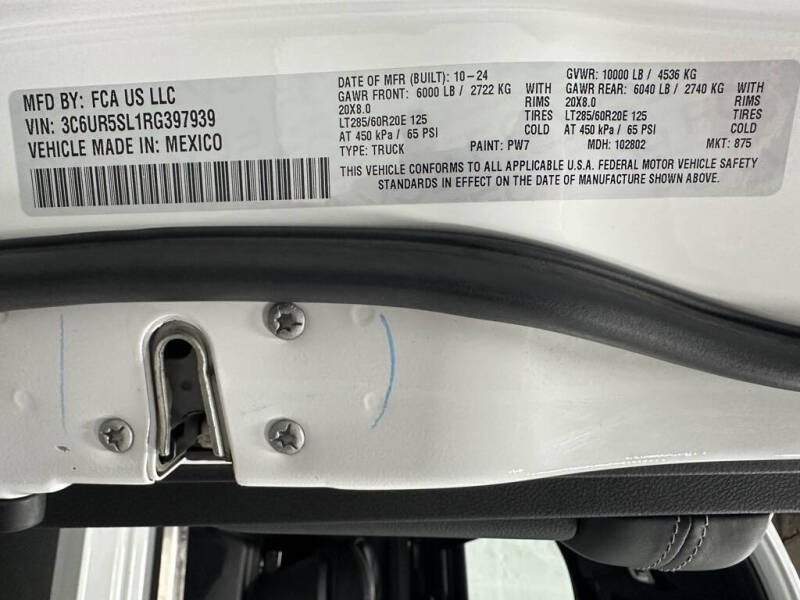 MFD BY: FCA US LLC
VIN: 3C6UR5SL1RG397939
VEHICLE MADE IN: MEXICO
DATE OF MFR (BUILT): 10-24
GAWR FRONT: 6000 LB / 2722 KG WITH
20X8.0 RIMS
LT285/60R20E 125 TIRES
AT 450 kPa / 65 PSI COLD
TYPE: TRUCK PAINT: PW7
GVWR: 10000 LB / 4536 KG
GAWR REAR: 6040 LB / 2740 KG WITH
20X8.0 RIMS
LT285/60R20E 125 TIRES
AT 450 kPa / 65 PSI COLD
MDH: 102802 MKT: 875
THIS VEHICLE CONFORMS TO ALL APPLICABLE U.S.A. FEDERAL MOTOR VEHICLE SAFETY
STANDARDS IN EFFECT ON THE DATE OF MANUFACTURE SHOWN ABOVE.